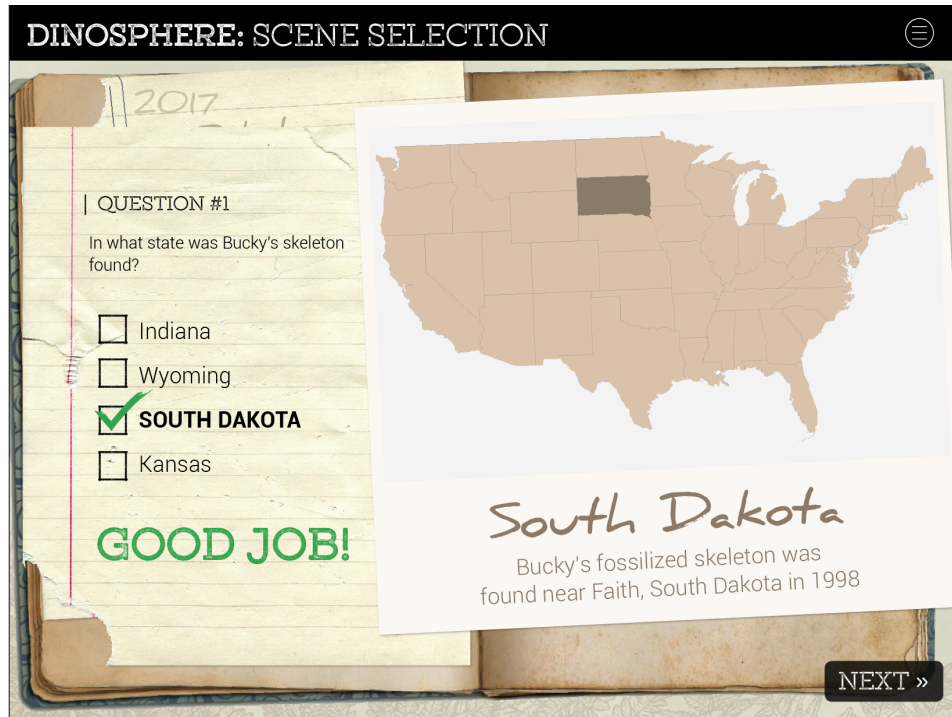 DINOSPHERE: SCENE SELECTION
2017
QUESTION #1
In what state was Bucky's skeleton
found?
Indiana
Wyoming
SOUTH DAKOTA
Kansas
GOOD JOB!
South Dakota
Bucky's fossilized skeleton was
found near Faith, South Dakota in 1998
NEXT »